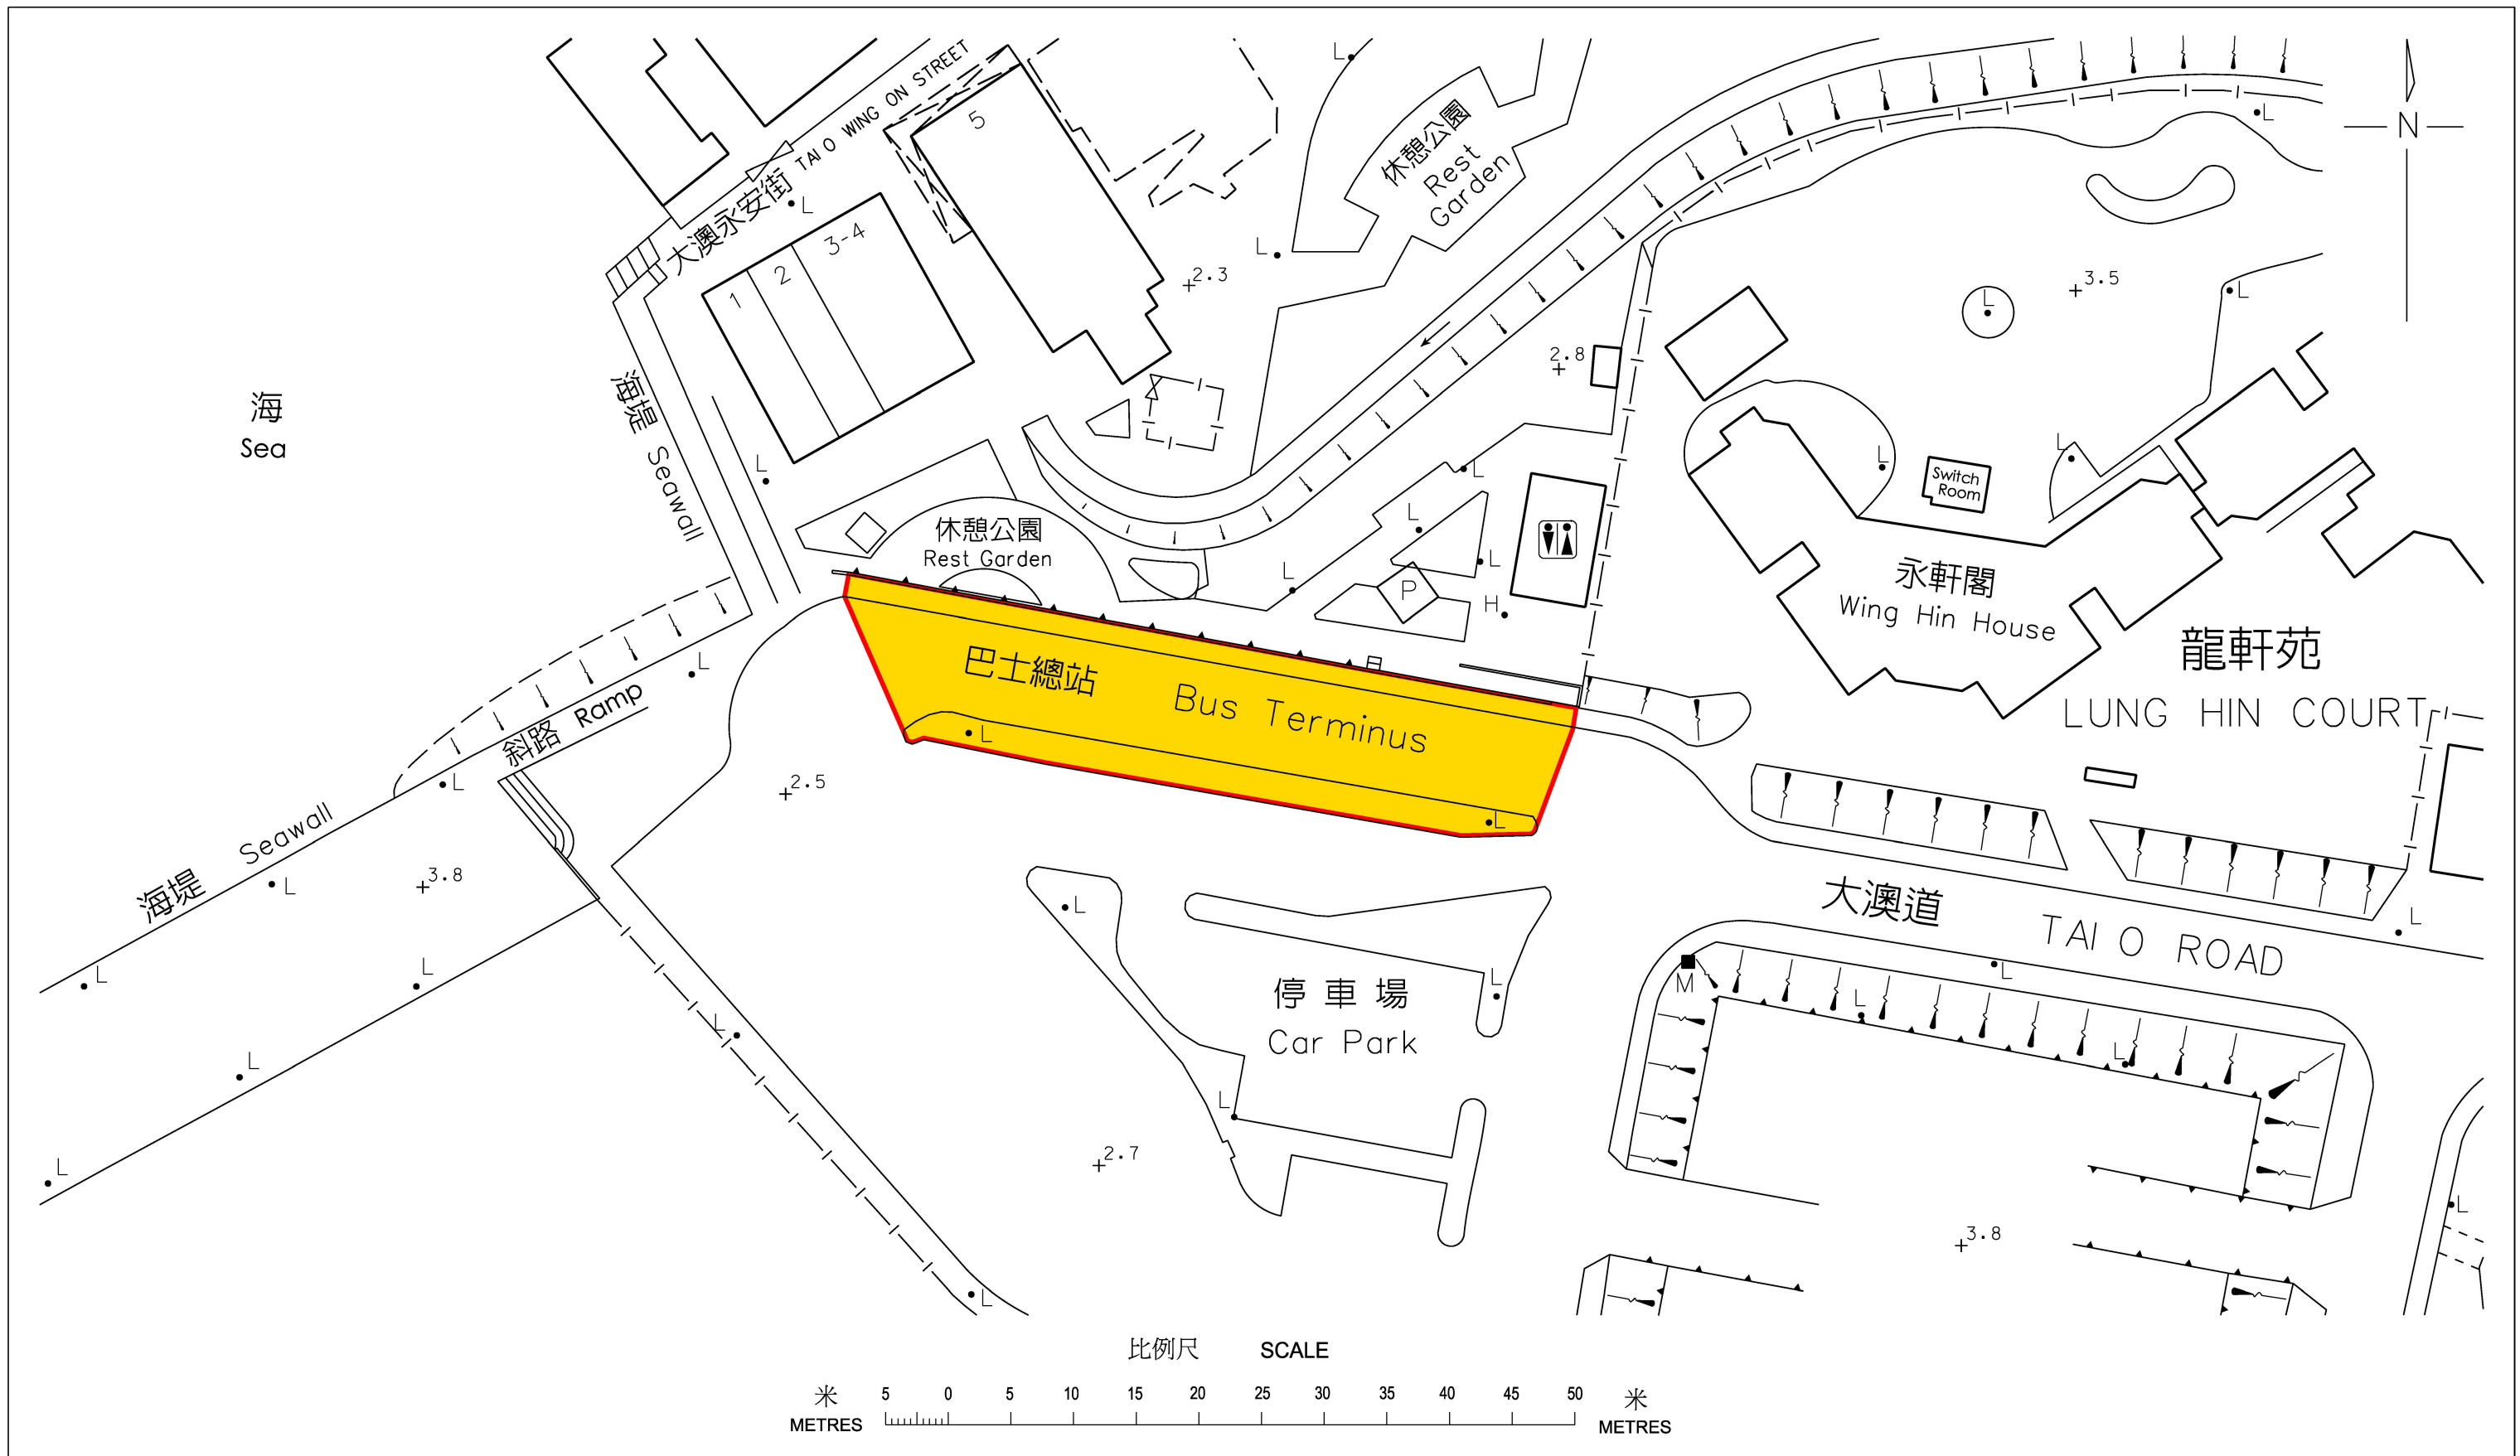 大澳永安街 TAI O WING ON STREET
5
L
L
休憩公園
Rest
Garden
N
L
L
3-4
2
1
2.3
L
3.5
L
L
2.8
海
Sea
海堤 Seawall
L
L
L
L
Switch
Room
休憩公園
Rest Garden
L
L
L
P
H
永軒閣
Wing Hin House
龍軒苑
LUNG HIN COURT
巴士總站 Bus Terminus
L
L
L
斜路 Ramp
L
2.5
海堤 Seawall
L
3.8
L
L
L
L
L
L
L
大澳道 TAI O ROAD
L
L
M
L
L
停車場
Car Park
L
L
2.7
3.8
L
L
比例尺 SCALE
米 5 0 5 10 15 20 25 30 35 40 45 50 米
METRES METRES